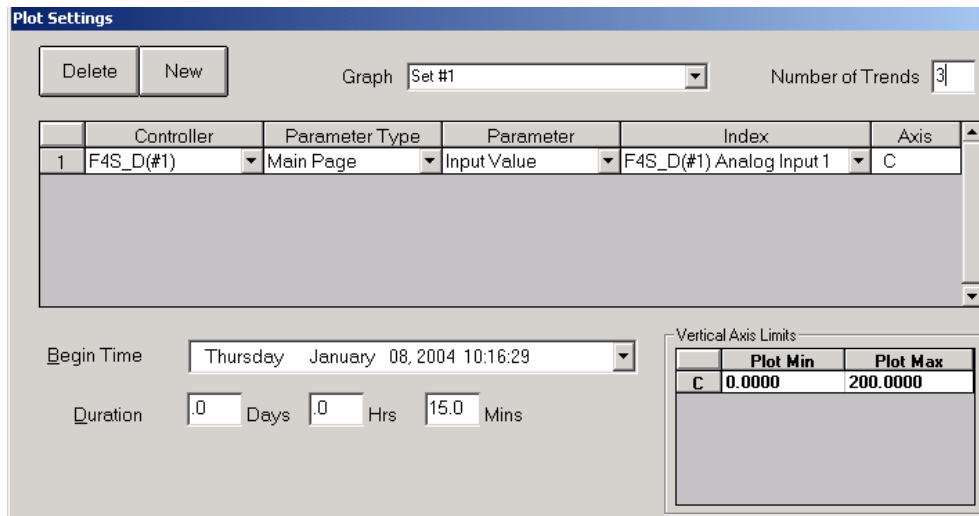 Plot Settings
Delete New Graph Set #1 Number of Trends 3
Controller Parameter Type Parameter Index Axis
1 F4S_D(#1) Main Page Input Value F4S_D(#1) Analog Input 1 C
Begin Time Thursday January 08, 2004 10:16:29
Duration .0 Days .0 Hrs 15.0 Mins
Vertical Axis Limits
Plot Min Plot Max
C 0.0000 200.0000